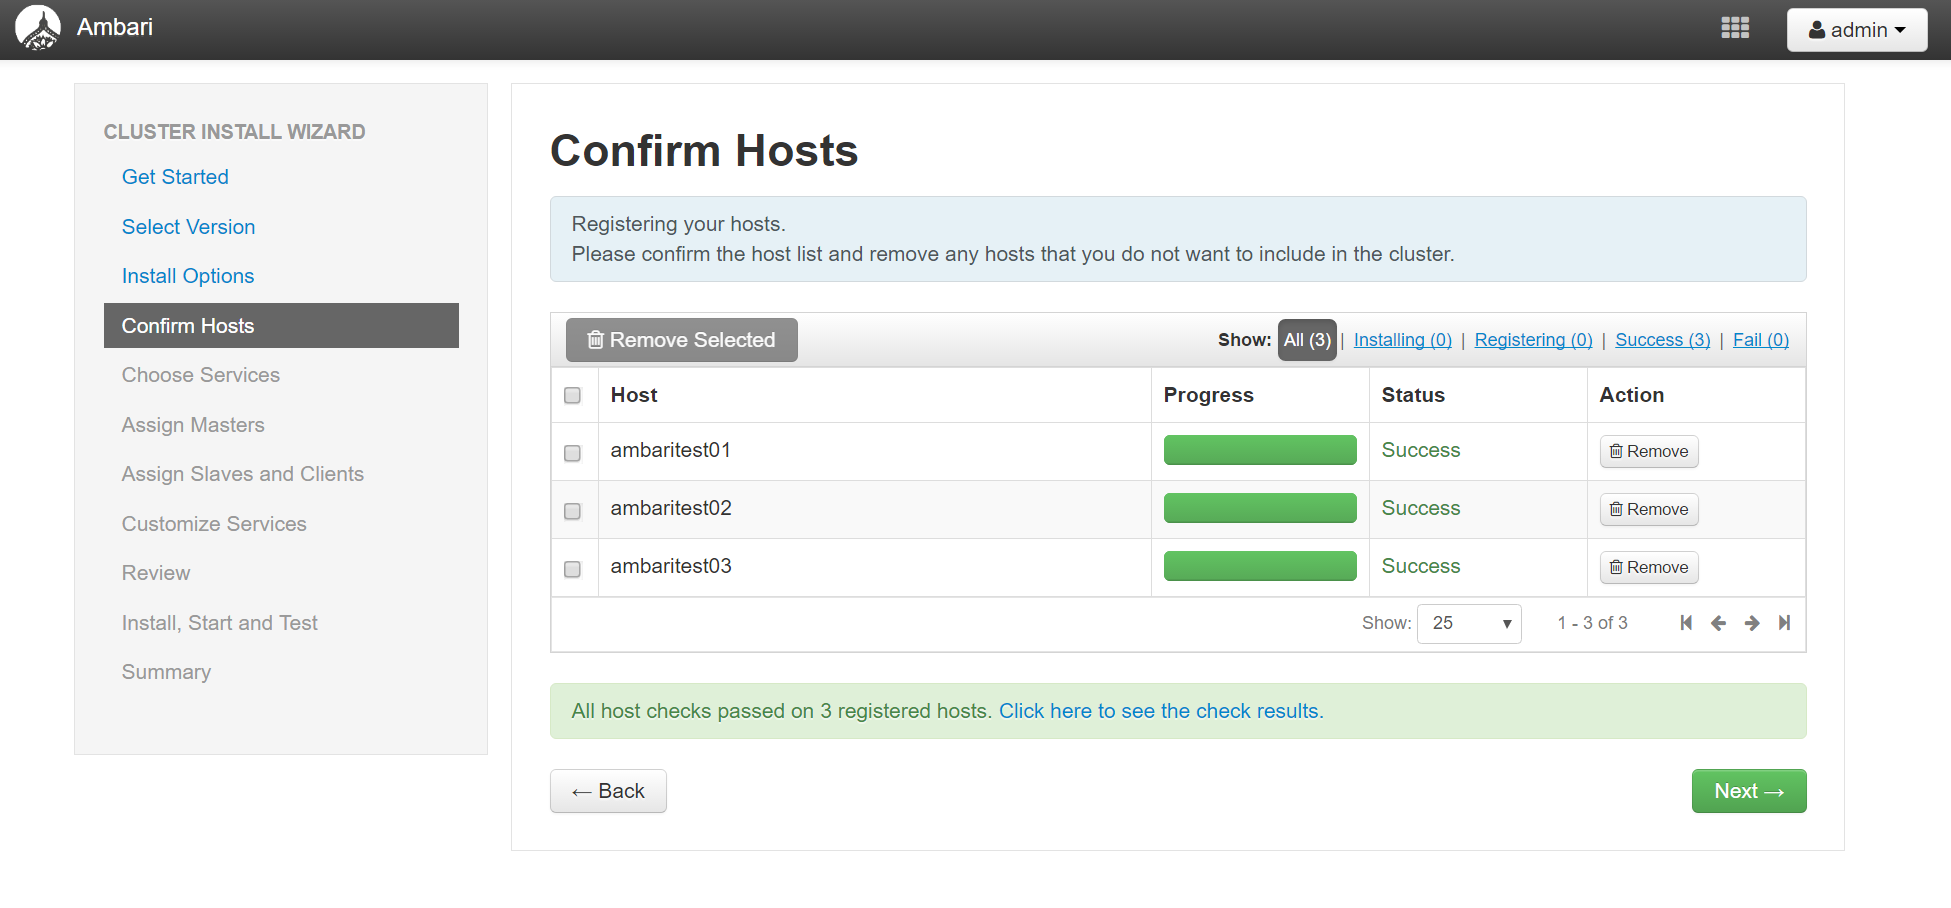 Ambari
admin
CLUSTER INSTALL WIZARD
Get Started
Select Version
Install Options
Confirm Hosts
Choose Services
Assign Masters
Assign Slaves and Clients
Customize Services
Review
Install, Start and Test
Summary
Confirm Hosts
Registering your hosts.
Please confirm the host list and remove any hosts that you do not want to include in the cluster.
Remove Selected Show: All (3) | Installing (0) | Registering (0) | Success (3) | Fail (0)
Host Progress Status Action
ambaritest01 Success Remove
ambaritest02 Success Remove
ambaritest03 Success Remove
Show: 25 1 - 3 of 3
All host checks passed on 3 registered hosts. Click here to see the check results.
← Back Next →